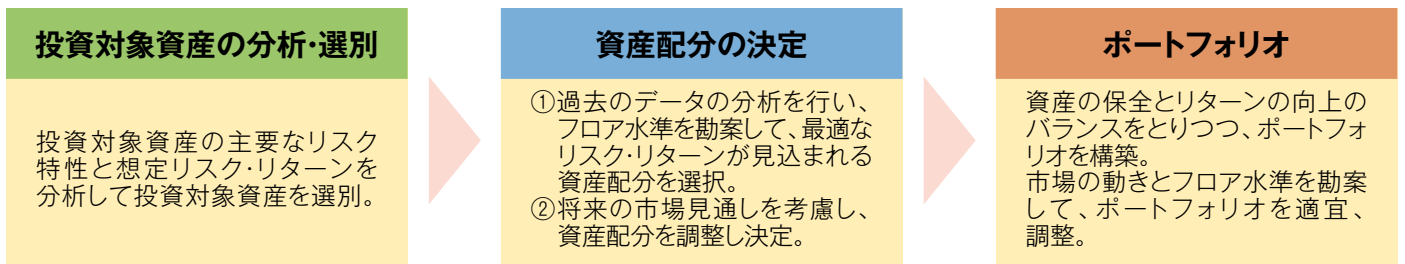 投資対象資産の分析・選別
投資対象資産の主要なリスク
特性と想定リスク・リターンを
分析して投資対象資産を選別。
資産配分の決定
①過去のデータの分析を行い、
フロア水準を勘案して、最適な
リスク・リターンが見込まれる
資産配分を選択。
②将来の市場見通しを考慮し、
資産配分を調整し決定。
ポートフォリオ
資産の保全とリターンの向上の
バランスをとりつつ、ポートフォ
リオを構築。
市場の動きとフロア水準を勘案
して、ポートフォリオを適宜、
調整。